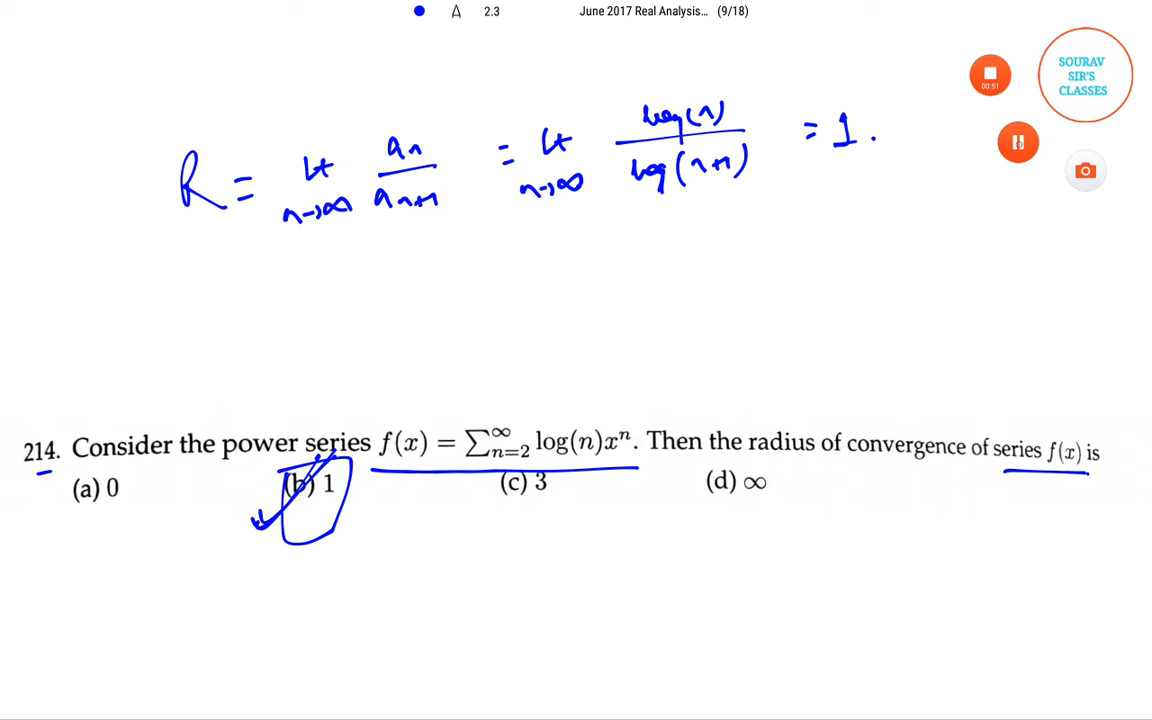 2.3 June 2017 Real Analysis... (9/18)
SOURAV
SIR'S
CLASSES
00:51
R = lt n→∞ an / an+1 = lt n→∞ log(n) / log(n+1) = 1.
214. Consider the power series f(x) = ∑_{n=2}^{∞} log(n)xⁿ. Then the radius of convergence of series f(x) is
(a) 0 (b) 1 (c) 3 (d) ∞